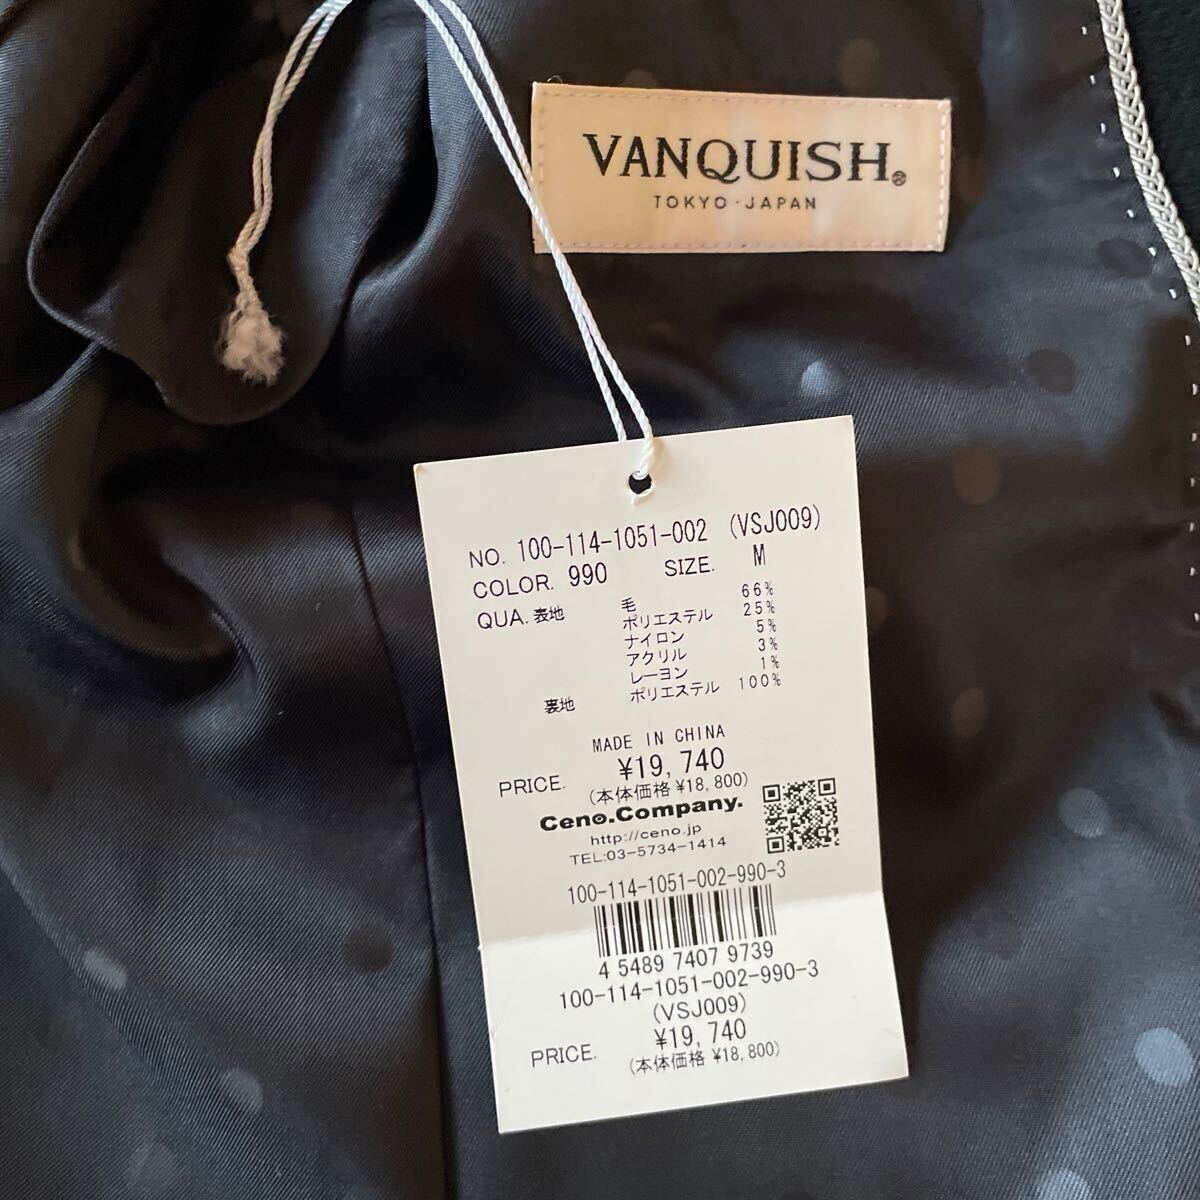 VANQUISH®
TOKYO・JAPAN
NO. 100-114-1051-002 (VSJ009)
COLOR. 990 SIZE. M
QUA. 表地 毛 66%
ポリエステル 25%
ナイロン 5%
アクリル 3%
レーヨン 1%
裏地 ポリエステル 100%
MADE IN CHINA
PRICE. ¥19,740
(本体価格 ¥18,800)
Ceno.Company.
http://ceno.jp
TEL:03-5734-1414
100-114-1051-002-990-3
4 5489 7407 9739
100-114-1051-002-990-3
(VSJ009)
PRICE. ¥19,740
(本体価格 ¥18,800)